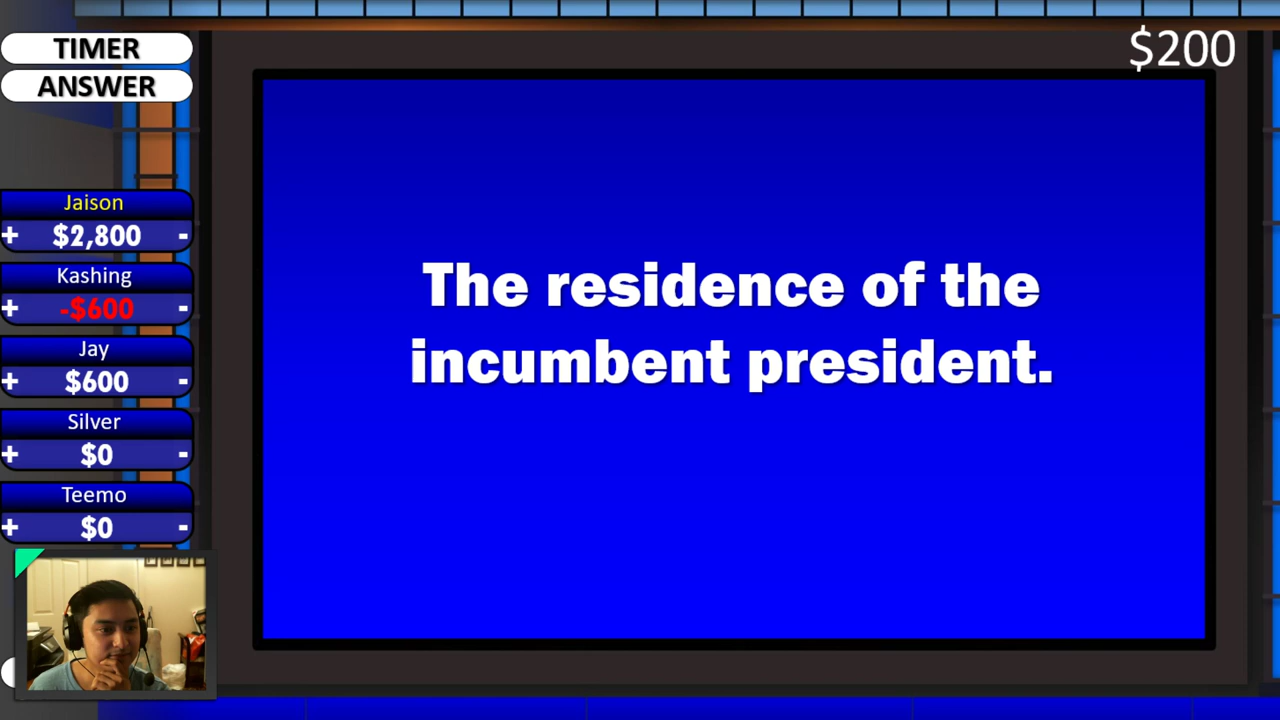 $200
TIMER
ANSWER
Jaison
+ $2,800 -
Kashing
+ -$600 -
Jay
+ $600 -
Silver
+ $0 -
Teemo
+ $0 -
The residence of the
incumbent president.